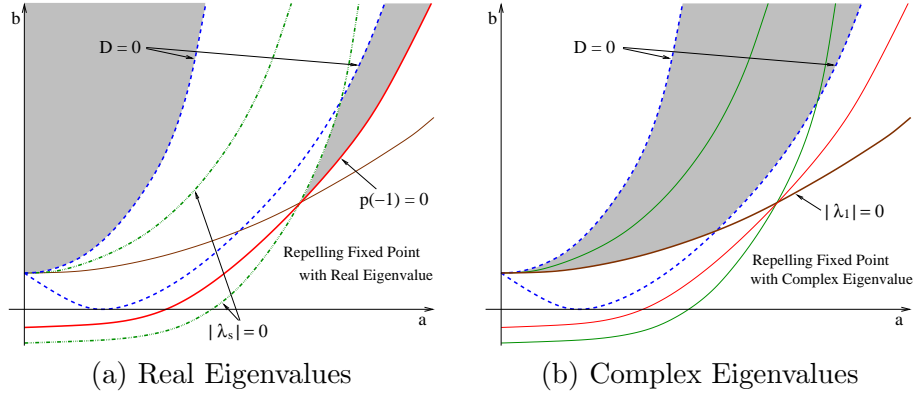 b
D = 0
p(-1) = 0
Repelling Fixed Point
with Real Eigenvalue
a
| λs | = 0
(a) Real Eigenvalues
b
D = 0
| λ1 | = 0
Repelling Fixed Point
with Complex Eigenvalue
a
(b) Complex Eigenvalues